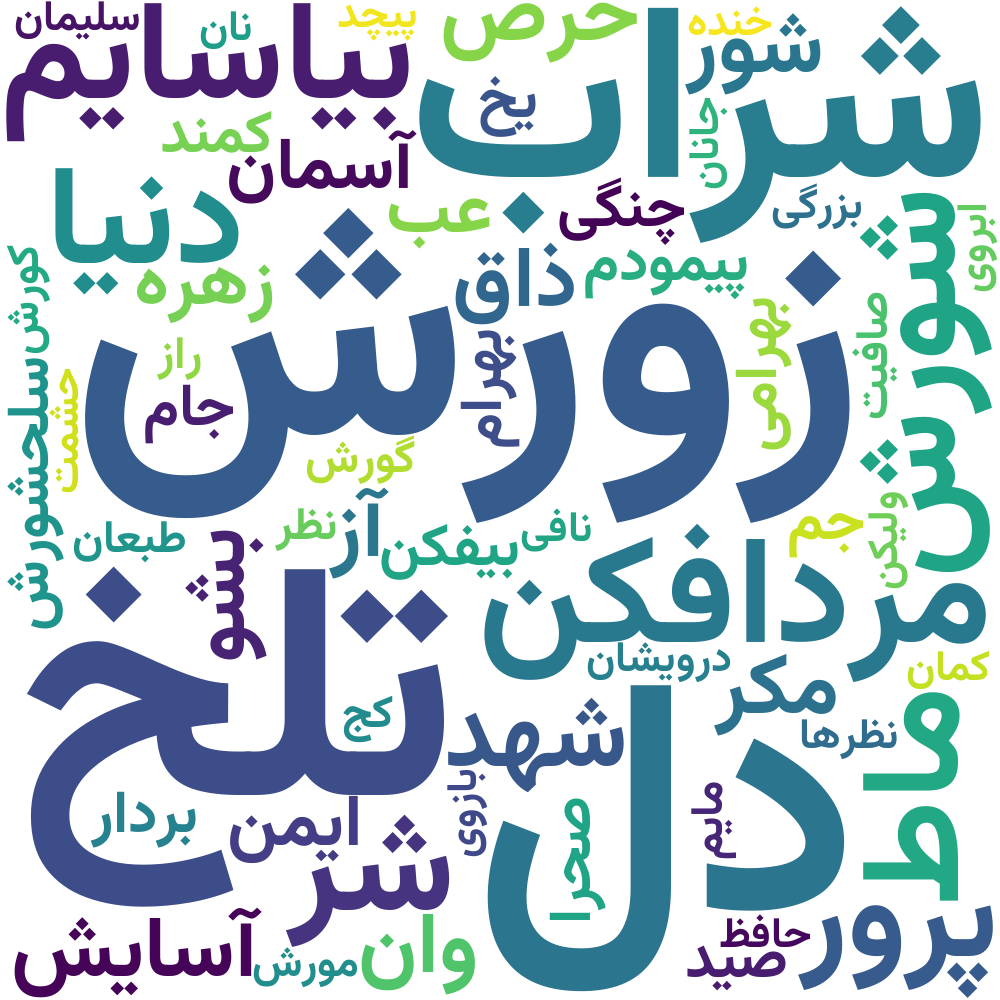 سلیمان
نان
پیچد
حرص
خنده
شراب
بیاسایم
شور
یخ
جانان
کمند
آسمان
دنیا
عب
چنگی
بزرگی
شورش
ابروی
زهره
ذاق
پیمودم
زورش
کورش
بهرامی
صافیت
راز
بهرام
جام
سلحشورش
حشمت
گورش
نظر
آز
نافی
جم
ولیکن
طبعان
بشو
بیفکن
مردافکن
تلخ
درویشان
مکر
کمان
کج
شهد
دل
نظرها
ماط
بردار
ایمن
بازوی
صحرا
مایم
شر
پرور
حافظ
صید
وان
آسایش
مورش